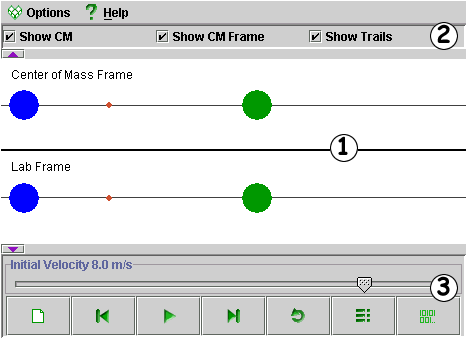 Options ? Help
Show CM Show CM Frame Show Trails 2
Center of Mass Frame
1
Lab Frame
Initial Velocity 8.0 m/s
3